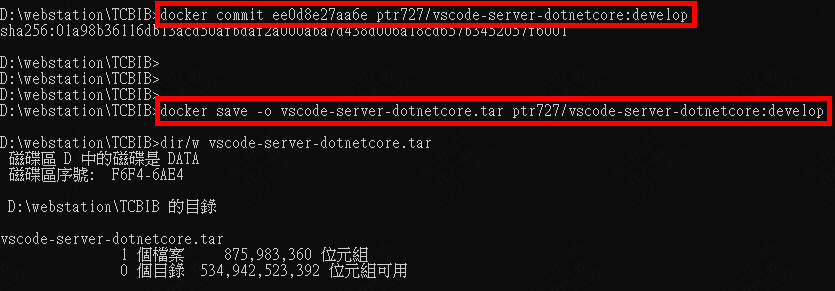 D:\webstation\TCBIB>docker commit ee0d8e27aa6e ptr727/vscode-server-dotnetcore:develop
sha256:01a98b36116db13acd50afbdaf2a000aba7d438d006a18cd657b3452057f6001
D:\webstation\TCBIB>
D:\webstation\TCBIB>
D:\webstation\TCBIB>
D:\webstation\TCBIB>docker save -o vscode-server-dotnetcore.tar ptr727/vscode-server-dotnetcore:develop
D:\webstation\TCBIB>dir/w vscode-server-dotnetcore.tar
磁碟區 D 中的磁碟是 DATA
磁碟區序號: F6F4-6AE4
D:\webstation\TCBIB 的目錄
vscode-server-dotnetcore.tar
1 個檔案 875,983,360 位元組
0 個目錄 534,942,523,392 位元組可用